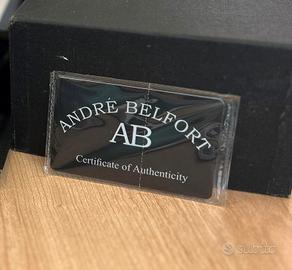 ANDRÉ BELFORT
AB
Certificate of Authenticity
subito